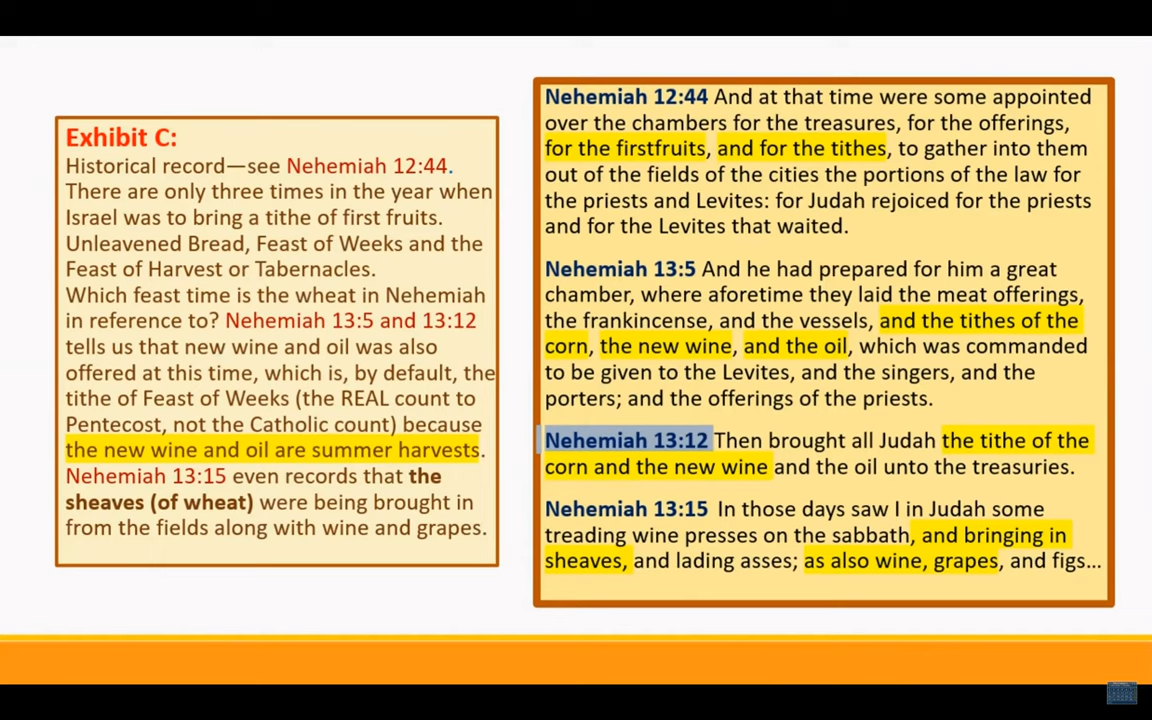 Exhibit C:
Historical record—see Nehemiah 12:44.
There are only three times in the year when
Israel was to bring a tithe of first fruits.
Unleavened Bread, Feast of Weeks and the
Feast of Harvest or Tabernacles.
Which feast time is the wheat in Nehemiah
in reference to? Nehemiah 13:5 and 13:12
tells us that new wine and oil was also
offered at this time, which is, by default, the
tithe of Feast of Weeks (the REAL count to
Pentecost, not the Catholic count) because
the new wine and oil are summer harvests.
Nehemiah 13:15 even records that the
sheaves (of wheat) were being brought in
from the fields along with wine and grapes.
Nehemiah 12:44 And at that time were some appointed
over the chambers for the treasures, for the offerings,
for the firstfruits, and for the tithes, to gather into them
out of the fields of the cities the portions of the law for
the priests and Levites: for Judah rejoiced for the priests
and for the Levites that waited.
Nehemiah 13:5 And he had prepared for him a great
chamber, where aforetime they laid the meat offerings,
the frankincense, and the vessels, and the tithes of the
corn, the new wine, and the oil, which was commanded
to be given to the Levites, and the singers, and the
porters; and the offerings of the priests.
Nehemiah 13:12 Then brought all Judah the tithe of the
corn and the new wine and the oil unto the treasuries.
Nehemiah 13:15 In those days saw I in Judah some
treading wine presses on the sabbath, and bringing in
sheaves, and lading asses; as also wine, grapes, and figs...